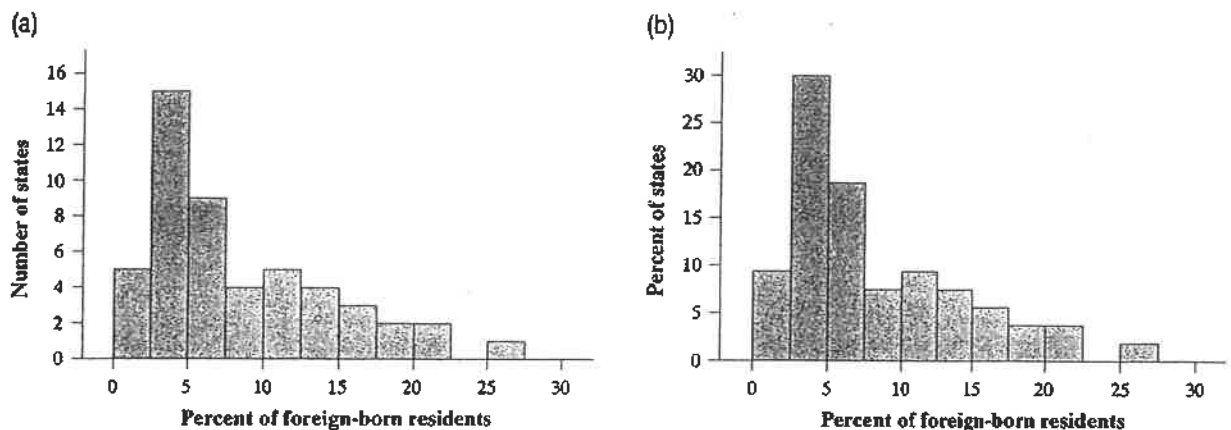 (a)
Number of states
16
14
12
10
8
6
4
2
0
0 5 10 15 20 25 30
Percent of foreign-born residents
(b)
Percent of states
30
25
20
15
10
5
0
0 5 10 15 20 25 30
Percent of foreign-born residents